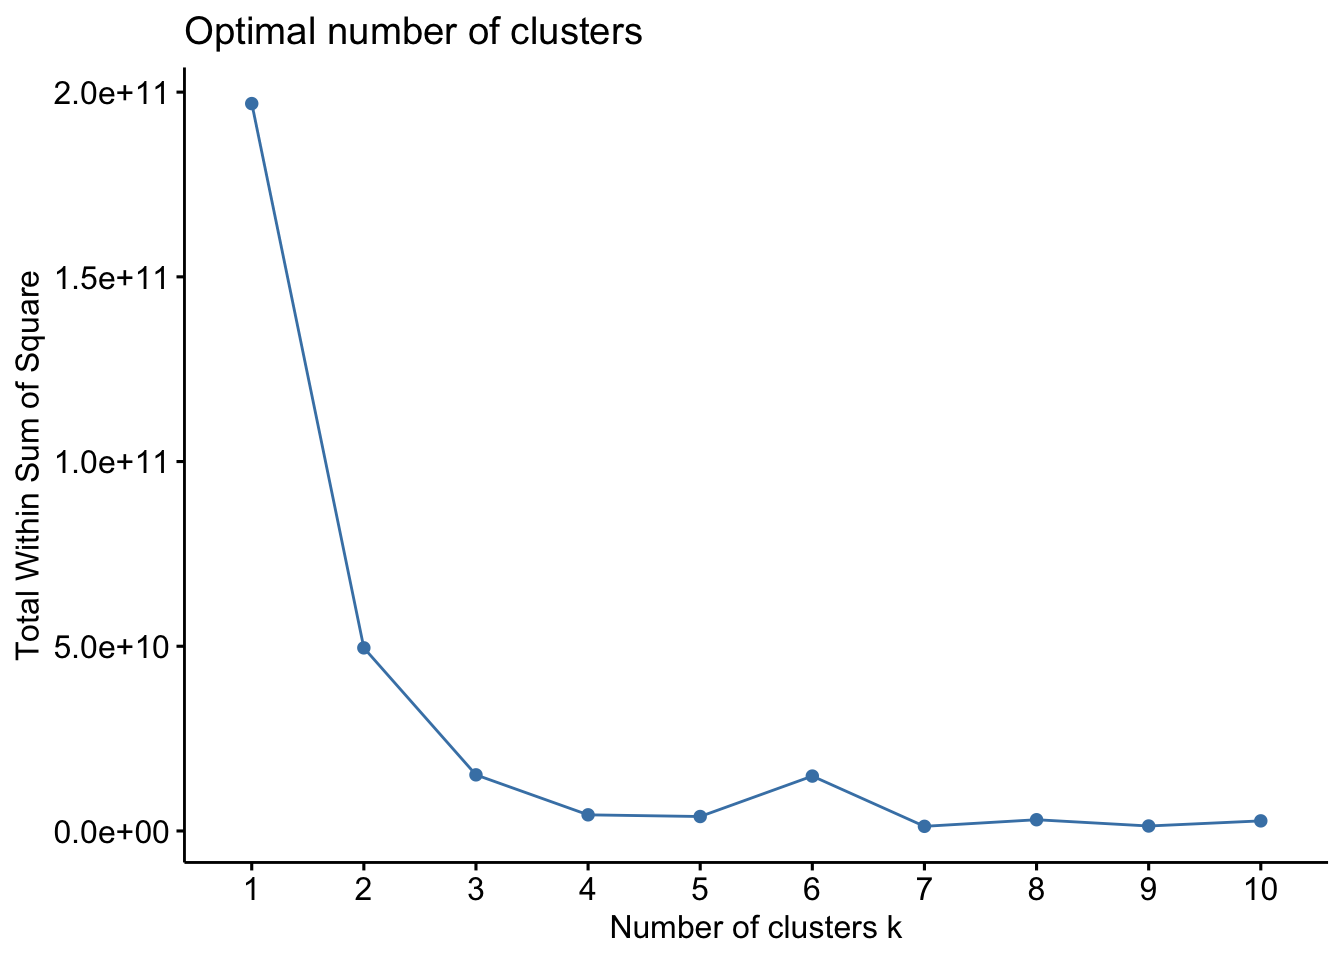 Optimal number of clusters
Total Within Sum of Square
2.0e+11
1.5e+11
1.0e+11
5.0e+10
0.0e+00
1 2 3 4 5 6 7 8 9 10
Number of clusters k